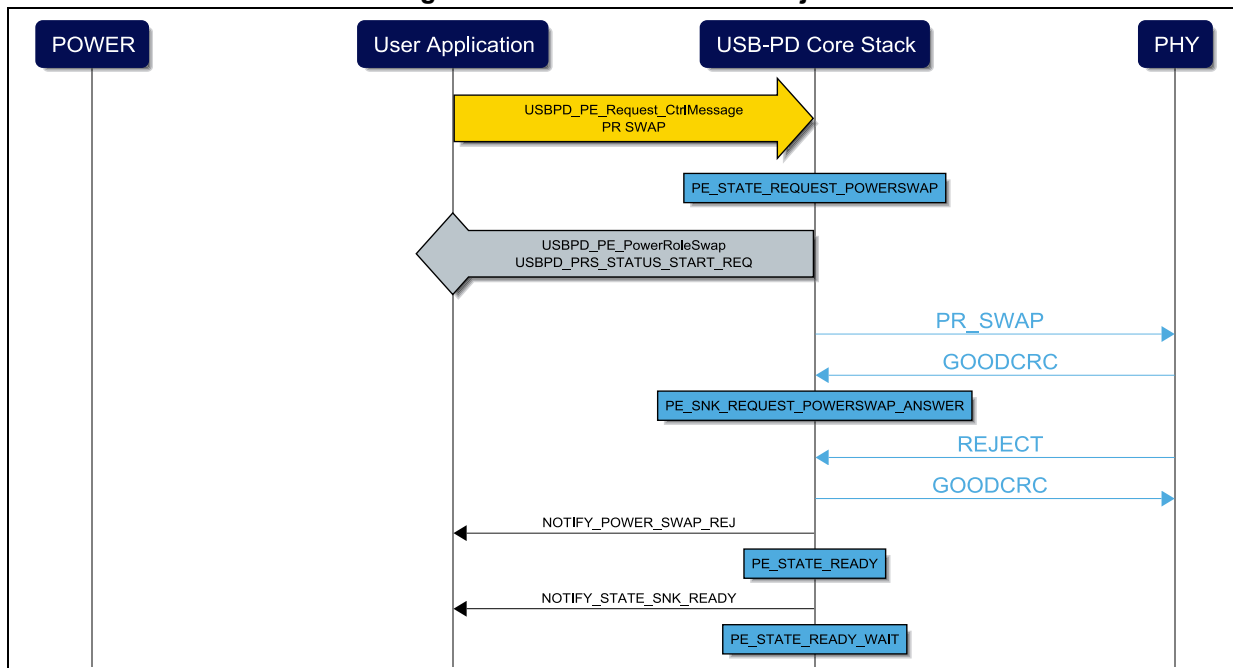 POWER
User Application
USB-PD Core Stack
PHY
USBPD_PE_Request_CtrlMessage
PR SWAP
PE_STATE_REQUEST_POWERSWAP
USBPD_PE_PowerRoleSwap
USBPD_PRS_STATUS_START_REQ
PR_SWAP
GOODCRC
PE_SNK_REQUEST_POWERSWAP_ANSWER
REJECT
GOODCRC
NOTIFY_POWER_SWAP_REJ
PE_STATE_READY
NOTIFY_STATE_SNK_READY
PE_STATE_READY_WAIT